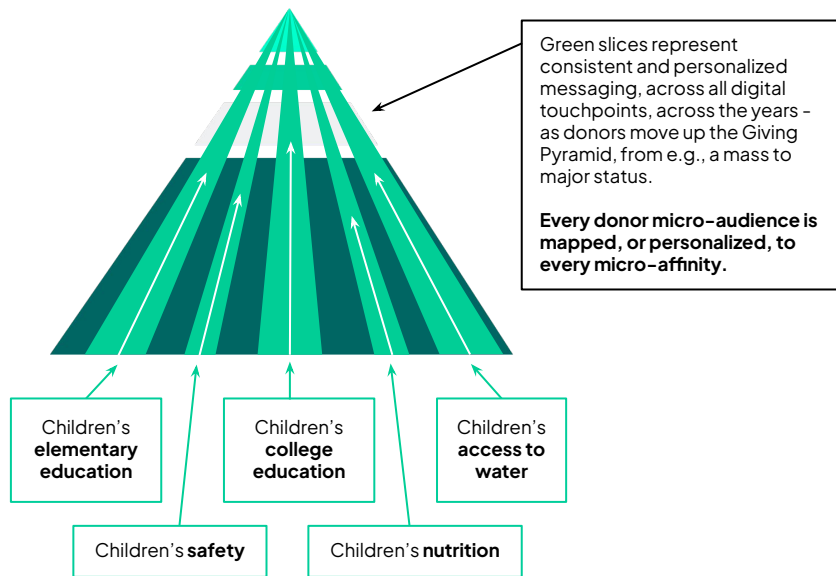 Green slices represent
consistent and personalized
messaging, across all digital
touchpoints, across the years -
as donors move up the Giving
Pyramid, from e.g., a mass to
major status.
Every donor micro-audience is
mapped, or personalized, to
every micro-affinity.
Children's
elementary
education
Children's
college
education
Children's
access to
water
Children's safety
Children's nutrition